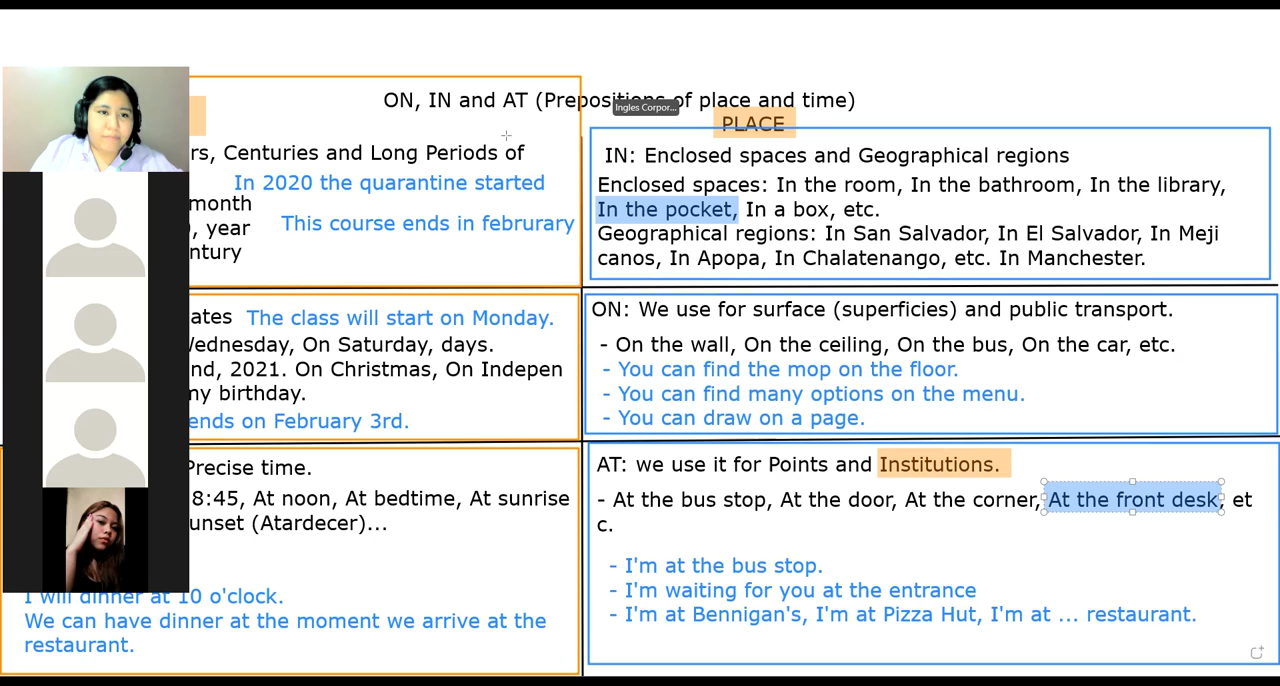 ON, IN and AT (Prepositions of place and time)
Ingles Corpor...
PLACE
rs, Centuries and Long Periods of
In 2020 the quarantine started
month
This course ends in februrary
, year
ntury
IN: Enclosed spaces and Geographical regions
Enclosed spaces: In the room, In the bathroom, In the library,
In the pocket, In a box, etc.
Geographical regions: In San Salvador, In El Salvador, In Meji
canos, In Apopa, In Chalatenango, etc. In Manchester.
ates The class will start on Monday.
Wednesday, On Saturday, days.
nd, 2021. On Christmas, On Indepen
ny birthday.
ends on February 3rd.
ON: We use for surface (superficies) and public transport.
- On the wall, On the ceiling, On the bus, On the car, etc.
- You can find the mop on the floor.
- You can find many options on the menu.
- You can draw on a page.
Precise time.
8:45, At noon, At bedtime, At sunrise
unset (Atardecer)...
I will dinner at 10 o'clock.
We can have dinner at the moment we arrive at the
restaurant.
AT: we use it for Points and Institutions.
- At the bus stop, At the door, At the corner, At the front desk, et
c.
- I'm at the bus stop.
- I'm waiting for you at the entrance
- I'm at Bennigan's, I'm at Pizza Hut, I'm at ... restaurant.